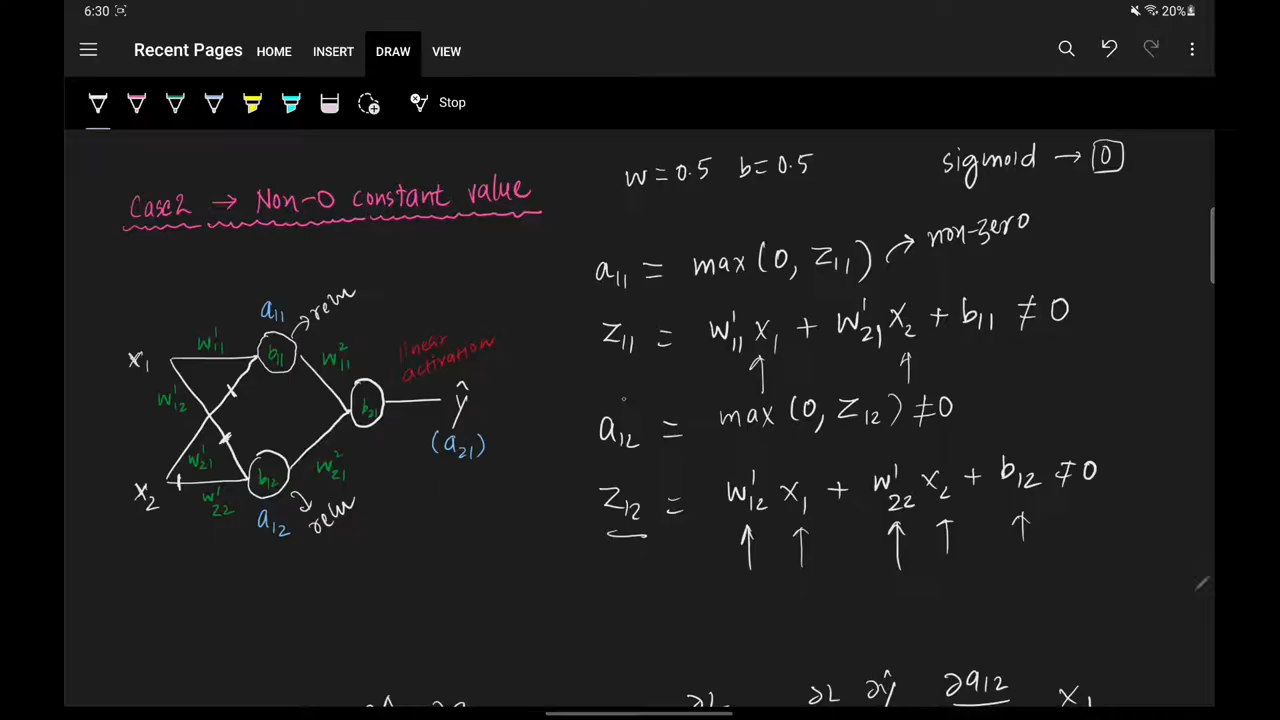 6:30
20%
Recent Pages HOME INSERT DRAW VIEW
Stop
w = 0.5 b = 0.5
sigmoid → 0
Case2 → Non-0 constant value
a11 = max(0, z11) → non-zero
z11 = w¹11 x1 + w¹21 x2 + b11 ≠ 0
a12 = max(0, z12) ≠ 0
z12 = w¹12 x1 + w¹22 x2 + b12 ≠ 0
a11 → relu
x1 w¹11 b11 w²11
linear
activation
w¹12
b21 ŷ
(a21)
w¹21 b12 w²21
x2 w¹22
a12 → relu
∂L ∂L ∂ŷ ∂a12 x1